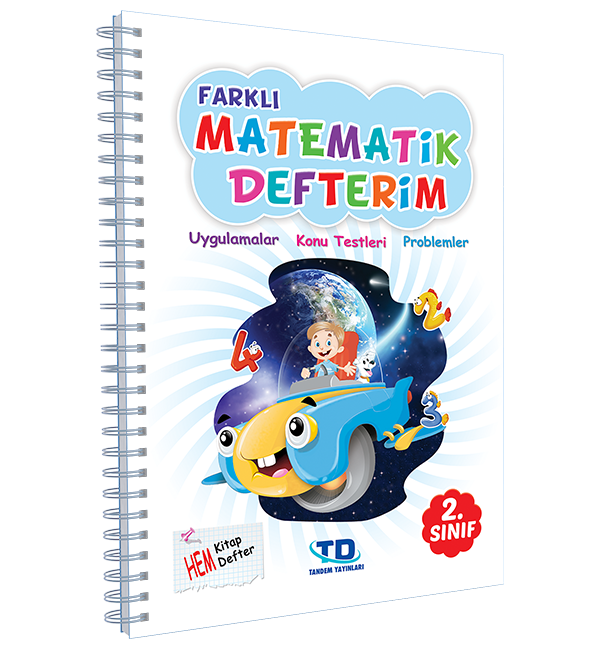 FARKLI
MATEMATİK
DEFTERİM
Uygulamalar Konu Testleri Problemler
4
2
3
2.
SINIF
HEM Kitap
Defter
TD
TANDEM YAYINLARI